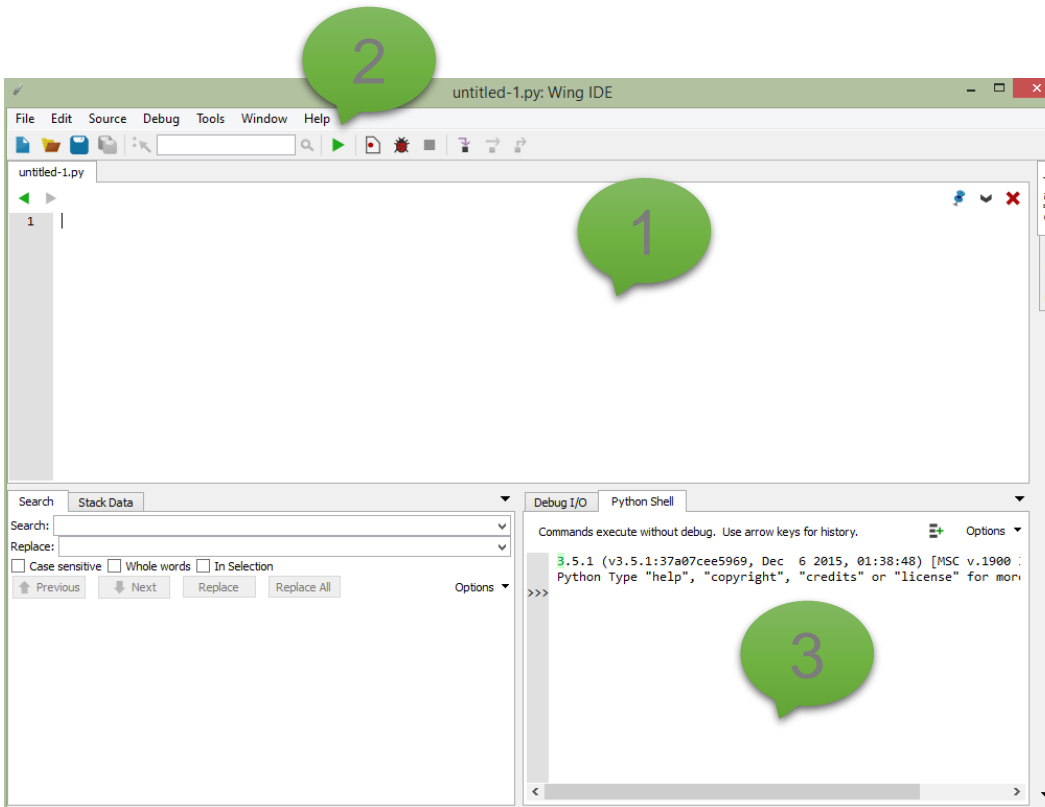 2
untitled-1.py: Wing IDE
File Edit Source Debug Tools Window Help
untitled-1.py
1
1
Search Stack Data
Search:
Replace:
Case sensitive Whole words In Selection
Previous Next Replace Replace All Options
Debug I/O Python Shell
Commands execute without debug. Use arrow keys for history. Options
3.5.1 (v3.5.1:37a07cee5969, Dec 6 2015, 01:38:48) [MSC v.1900
Python Type "help", "copyright", "credits" or "license" for more
>>>
3